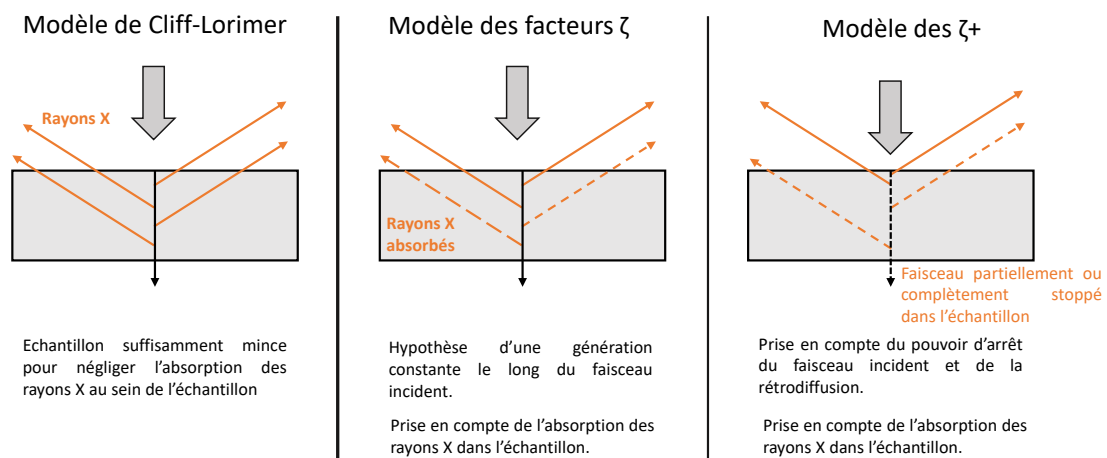 Modèle de Cliff-Lorimer
Rayons X
Echantillon suffisamment mince
pour négliger l'absorption des
rayons X au sein de l'échantillon
Modèle des facteurs ζ
Rayons X
absorbés
Hypothèse d'une génération
constante le long du faisceau
incident.
Prise en compte de l'absorption des
rayons X dans l'échantillon.
Modèle des ζ+
Faisceau partiellement ou
complètement stoppé
dans l'échantillon
Prise en compte du pouvoir d'arrêt
du faisceau incident et de la
rétrodiffusion.
Prise en compte de l'absorption des
rayons X dans l'échantillon.